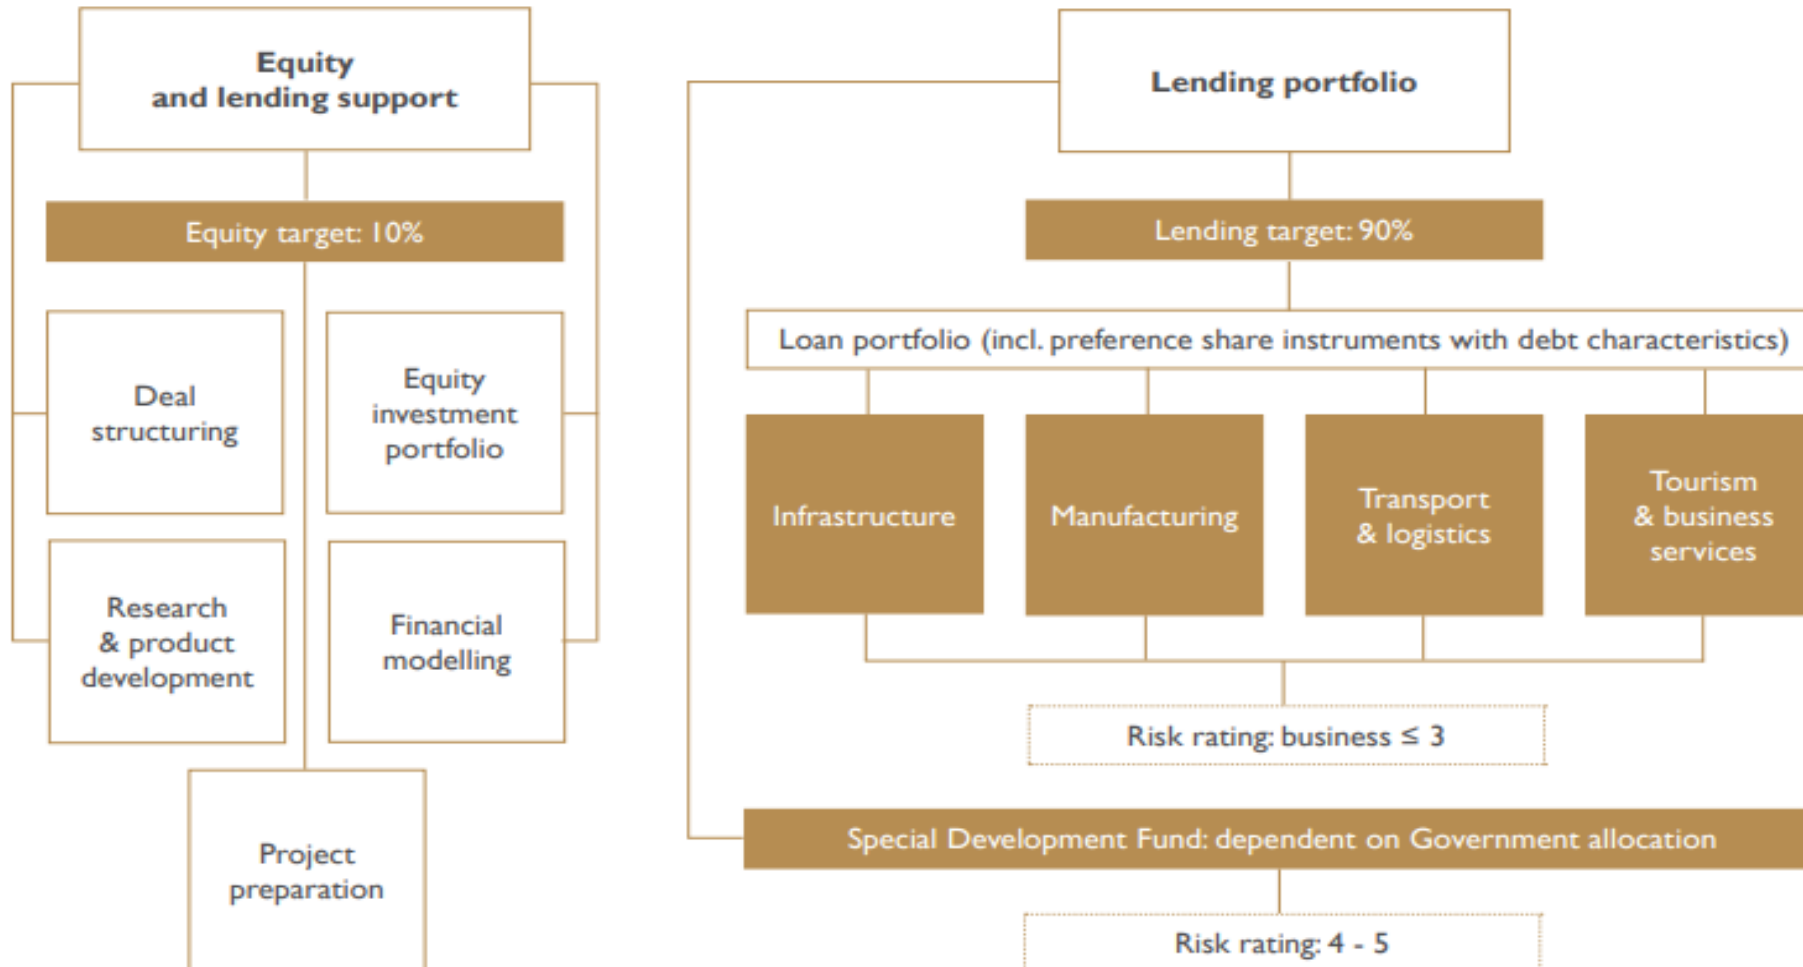 Equity
and lending support
Equity target: 10%
Deal
structuring
Equity
investment
portfolio
Research
& product
development
Financial
modelling
Project
preparation
Lending portfolio
Lending target: 90%
Loan portfolio (incl. preference share instruments with debt characteristics)
Infrastructure
Manufacturing
Transport
& logistics
Tourism
& business
services
Risk rating: business ≤ 3
Special Development Fund: dependent on Government allocation
Risk rating: 4 - 5